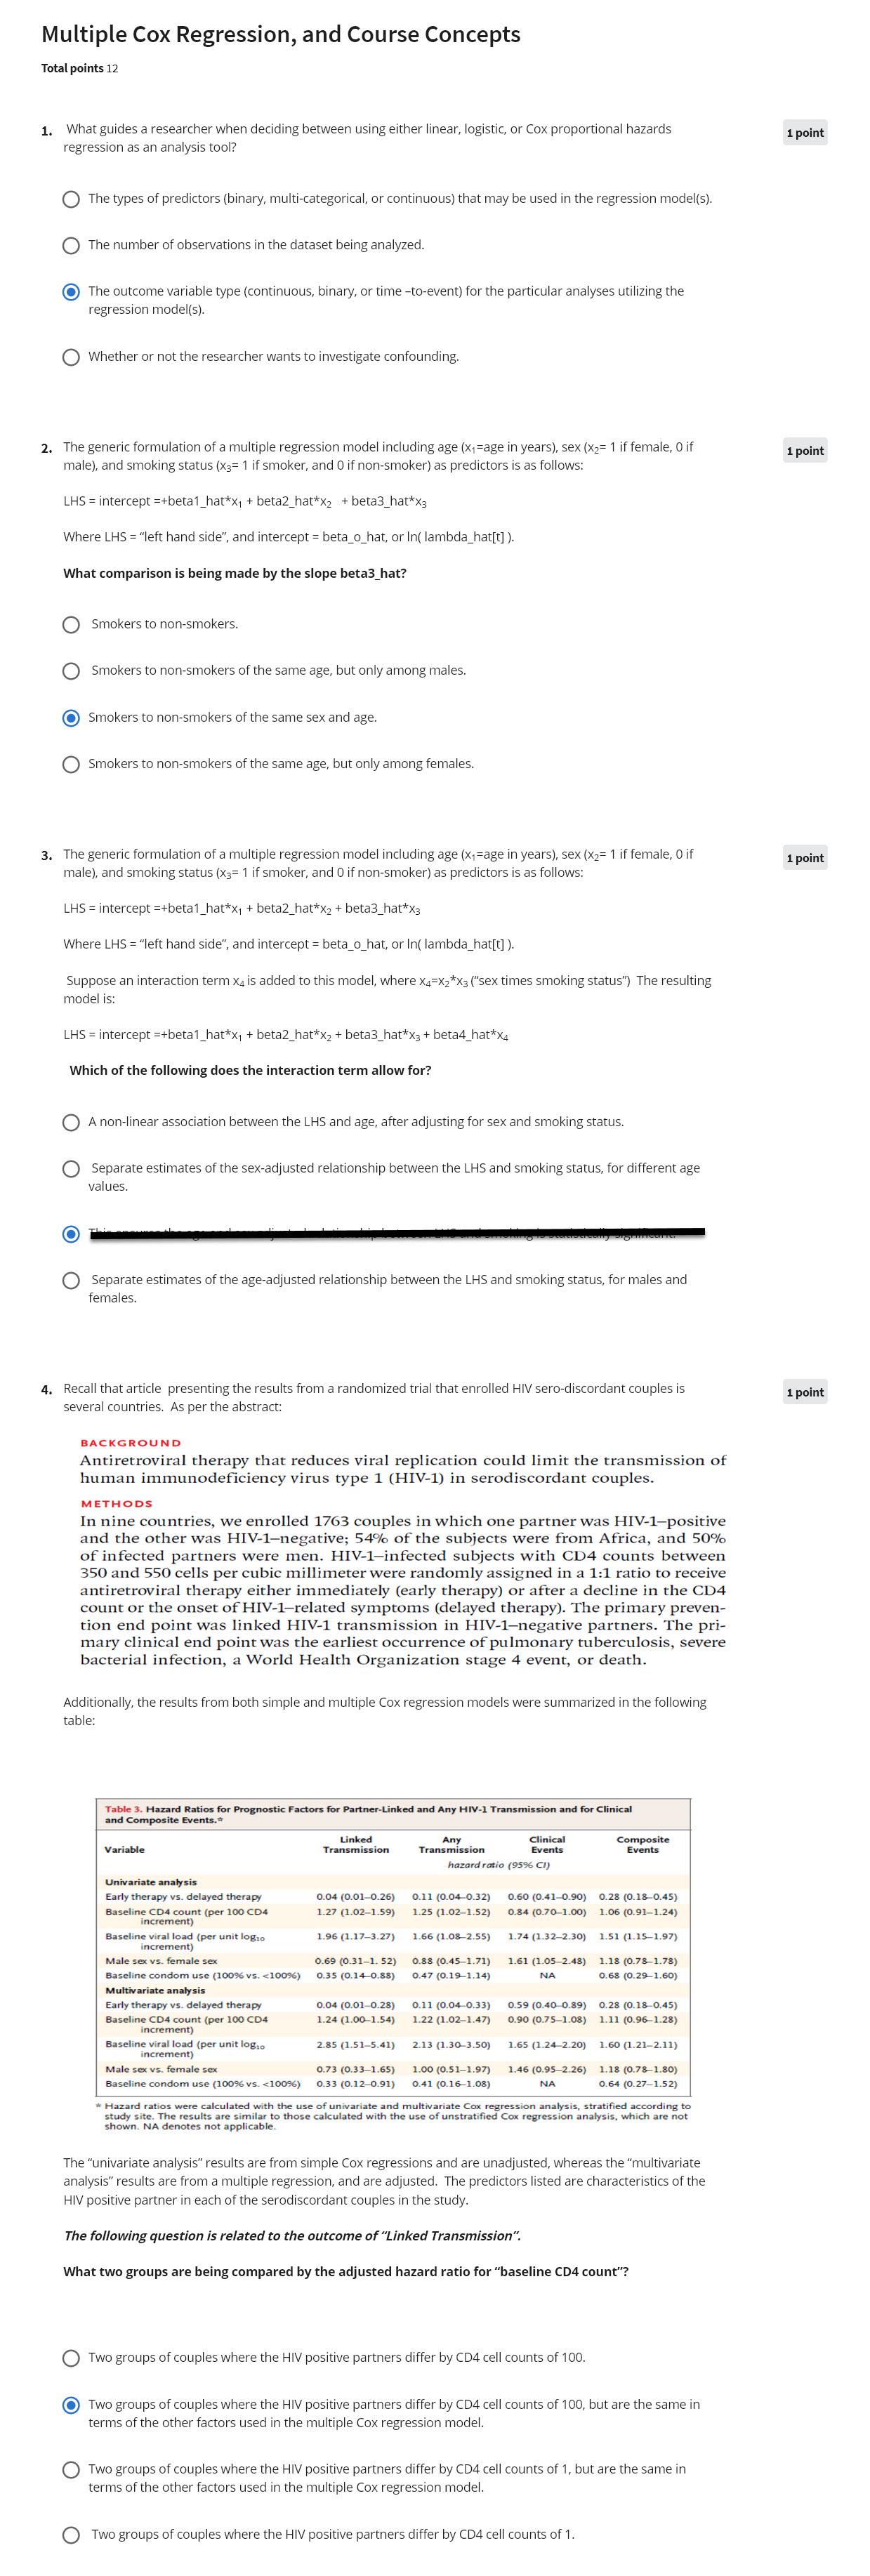 Multiple Cox Regression, and Course Concepts
Total points 12
1. What guides a researcher when deciding between using either linear, logistic, or Cox proportional hazards
regression as an analysis tool?
1 point
The types of predictors (binary, multi-categorical, or continuous) that may be used in the regression model(s).
The number of observations in the dataset being analyzed.
The outcome variable type (continuous, binary, or time –to-event) for the particular analyses utilizing the
regression model(s).
Whether or not the researcher wants to investigate confounding.
2. The generic formulation of a multiple regression model including age (x₁=age in years), sex (x₂= 1 if female, 0 if
male), and smoking status (x₃= 1 if smoker, and 0 if non-smoker) as predictors is as follows:
1 point
LHS = intercept =+beta1_hat*x₁ + beta2_hat*x₂ + beta3_hat*x₃
Where LHS = “left hand side”, and intercept = beta_o_hat, or ln( lambda_hat[t] ).
What comparison is being made by the slope beta3_hat?
Smokers to non-smokers.
Smokers to non-smokers of the same age, but only among males.
Smokers to non-smokers of the same sex and age.
Smokers to non-smokers of the same age, but only among females.
3. The generic formulation of a multiple regression model including age (x₁=age in years), sex (x₂= 1 if female, 0 if
male), and smoking status (x₃= 1 if smoker, and 0 if non-smoker) as predictors is as follows:
1 point
LHS = intercept =+beta1_hat*x₁ + beta2_hat*x₂ + beta3_hat*x₃
Where LHS = “left hand side”, and intercept = beta_o_hat, or ln( lambda_hat[t] ).
Suppose an interaction term x₄ is added to this model, where x₄=x₂*x₃ (“sex times smoking status”) The resulting
model is:
LHS = intercept =+beta1_hat*x₁ + beta2_hat*x₂ + beta3_hat*x₃ + beta4_hat*x₄
Which of the following does the interaction term allow for?
A non-linear association between the LHS and age, after adjusting for sex and smoking status.
Separate estimates of the sex-adjusted relationship between the LHS and smoking status, for different age
values.
Separate estimates of the age-adjusted relationship between the LHS and smoking status, for males and
females.
4. Recall that article presenting the results from a randomized trial that enrolled HIV sero-discordant couples is
several countries. As per the abstract:
1 point
BACKGROUND
Antiretroviral therapy that reduces viral replication could limit the transmission of
human immunodeficiency virus type 1 (HIV-1) in serodiscordant couples.
METHODS
In nine countries, we enrolled 1763 couples in which one partner was HIV-1–positive
and the other was HIV-1–negative; 54% of the subjects were from Africa, and 50%
of infected partners were men. HIV-1–infected subjects with CD4 counts between
350 and 550 cells per cubic millimeter were randomly assigned in a 1:1 ratio to receive
antiretroviral therapy either immediately (early therapy) or after a decline in the CD4
count or the onset of HIV-1–related symptoms (delayed therapy). The primary preven-
tion end point was linked HIV-1 transmission in HIV-1–negative partners. The pri-
mary clinical end point was the earliest occurrence of pulmonary tuberculosis, severe
bacterial infection, a World Health Organization stage 4 event, or death.
Additionally, the results from both simple and multiple Cox regression models were summarized in the following
table:
Table 3. Hazard Ratios for Prognostic Factors for Partner-Linked and Any HIV-1 Transmission and for Clinical
and Composite Events.*
Variable Linked Transmission Any Transmission Clinical Events Composite Events
hazard ratio (95% CI)
Univariate analysis
Early therapy vs. delayed therapy 0.04 (0.01–0.26) 0.11 (0.04–0.32) 0.60 (0.41–0.90) 0.28 (0.18–0.45)
Baseline CD4 count (per 100 CD4 increment) 1.27 (1.02–1.59) 1.25 (1.02–1.52) 0.84 (0.70–1.00) 1.06 (0.91–1.24)
Baseline viral load (per unit log₁₀ increment) 1.96 (1.17–3.27) 1.66 (1.08–2.55) 1.74 (1.32–2.30) 1.51 (1.15–1.97)
Male sex vs. female sex 0.69 (0.31–1. 52) 0.88 (0.45–1.71) 1.61 (1.05–2.48) 1.18 (0.78–1.78)
Baseline condom use (100% vs. <100%) 0.35 (0.14–0.88) 0.47 (0.19–1.14) NA 0.68 (0.29–1.60)
Multivariate analysis
Early therapy vs. delayed therapy 0.04 (0.01–0.28) 0.11 (0.04–0.33) 0.59 (0.40–0.89) 0.28 (0.18–0.45)
Baseline CD4 count (per 100 CD4 increment) 1.24 (1.00–1.54) 1.22 (1.02–1.47) 0.90 (0.75–1.08) 1.11 (0.96–1.28)
Baseline viral load (per unit log₁₀ increment) 2.85 (1.51–5.41) 2.13 (1.30–3.50) 1.65 (1.24–2.20) 1.60 (1.21–2.11)
Male sex vs. female sex 0.73 (0.33–1.65) 1.00 (0.51–1.97) 1.46 (0.95–2.26) 1.18 (0.78–1.80)
Baseline condom use (100% vs. <100%) 0.33 (0.12–0.91) 0.41 (0.16–1.08) NA 0.64 (0.27–1.52)
* Hazard ratios were calculated with the use of univariate and multivariate Cox regression analysis, stratified according to
study site. The results are similar to those calculated with the use of unstratified Cox regression analysis, which are not
shown. NA denotes not applicable.
The “univariate analysis” results are from simple Cox regressions and are unadjusted, whereas the “multivariate
analysis” results are from a multiple regression, and are adjusted. The predictors listed are characteristics of the
HIV positive partner in each of the serodiscordant couples in the study.
The following question is related to the outcome of “Linked Transmission”.
What two groups are being compared by the adjusted hazard ratio for “baseline CD4 count”?
Two groups of couples where the HIV positive partners differ by CD4 cell counts of 100.
Two groups of couples where the HIV positive partners differ by CD4 cell counts of 100, but are the same in
terms of the other factors used in the multiple Cox regression model.
Two groups of couples where the HIV positive partners differ by CD4 cell counts of 1, but are the same in
terms of the other factors used in the multiple Cox regression model.
Two groups of couples where the HIV positive partners differ by CD4 cell counts of 1.